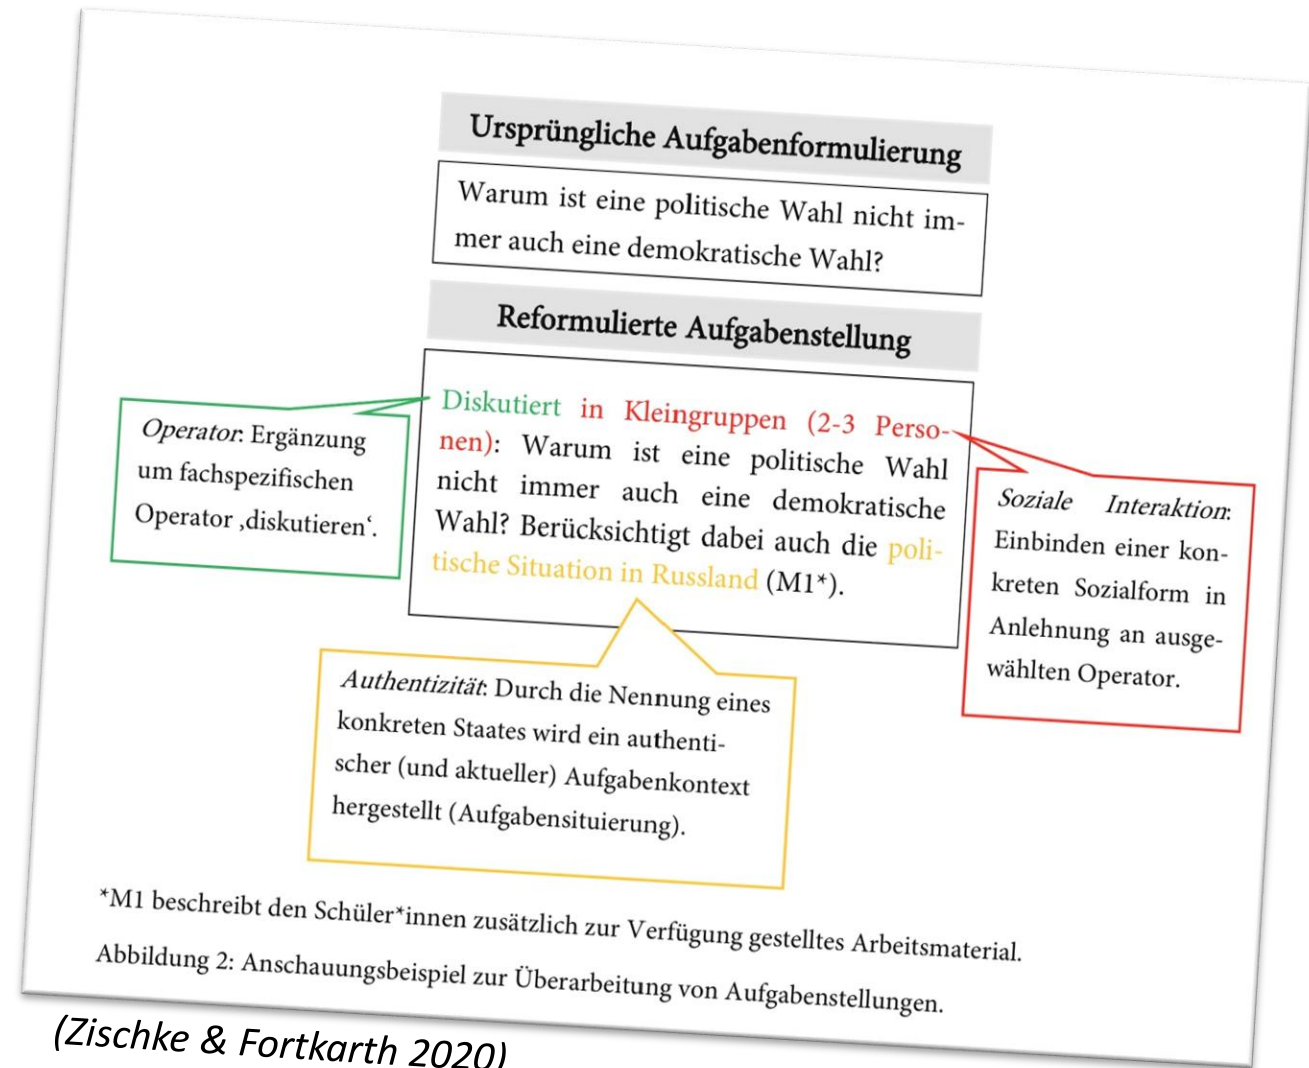 Ursprüngliche Aufgabenformulierung
Warum ist eine politische Wahl nicht im-
mer auch eine demokratische Wahl?
Reformulierte Aufgabenstellung
Diskutiert in Kleingruppen (2-3 Perso-
nen): Warum ist eine politische Wahl
nicht immer auch eine demokratische
Wahl? Berücksichtigt dabei auch die poli-
tische Situation in Russland (M1*).
Operator: Ergänzung
um fachspezifischen
Operator ‚diskutieren‘.
Soziale Interaktion:
Einbinden einer kon-
kreten Sozialform in
Anlehnung an ausge-
wählten Operator.
Authentizität: Durch die Nennung eines
konkreten Staates wird ein authenti-
scher (und aktueller) Aufgabenkontext
hergestellt (Aufgabensituierung).
*M1 beschreibt den Schüler*innen zusätzlich zur Verfügung gestelltes Arbeitsmaterial.
Abbildung 2: Anschauungsbeispiel zur Überarbeitung von Aufgabenstellungen.
(Zischke & Fortkarth 2020)